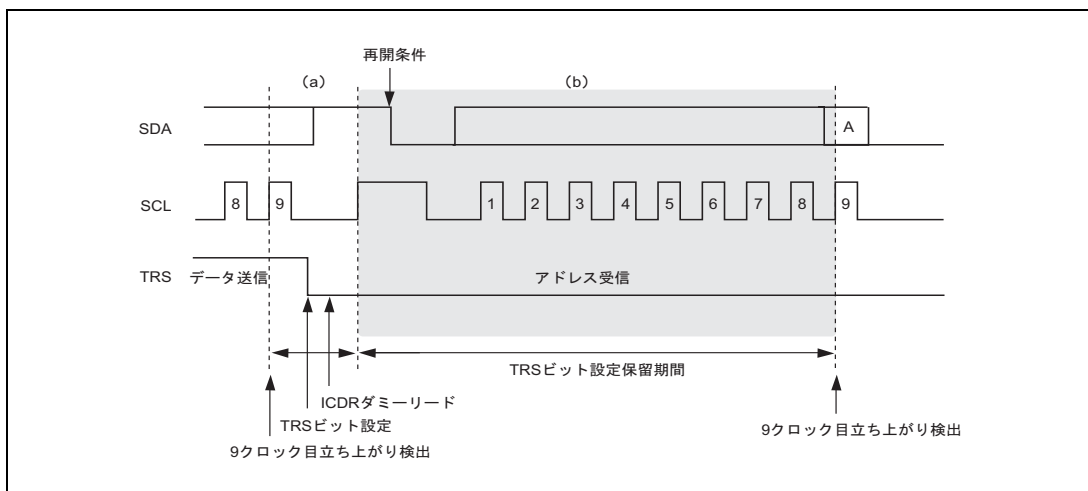 再開条件
(a)
(b)
SDA
A
SCL
8 9 1 2 3 4 5 6 7 8 9
TRS データ送信 アドレス受信
TRSビット設定保留期間
ICDRダミーリード
TRSビット設定
9クロック目立ち上がり検出
9クロック目立ち上がり検出